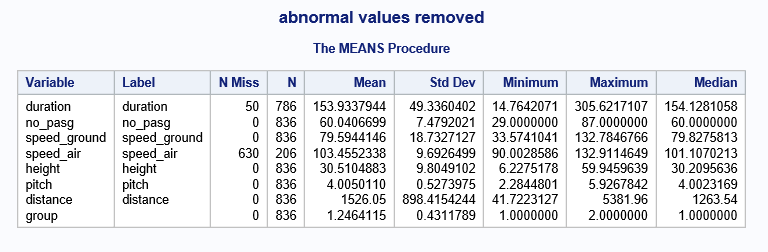 abnormal values removed
The MEANS Procedure
Variable Label N Miss N Mean Std Dev Minimum Maximum Median
duration duration 50 786 153.9337944 49.3360402 14.7642071 305.6217107 154.1281058
no_pasg no_pasg 0 836 60.0406699 7.4792021 29.0000000 87.0000000 60.0000000
speed_ground speed_ground 0 836 79.5944146 18.7327127 33.5741041 132.7846766 79.8275813
speed_air speed_air 630 206 103.4552338 9.6926499 90.0028586 132.9114649 101.1070213
height height 0 836 30.5104883 9.8049102 6.2275178 59.9459639 30.2095636
pitch pitch 0 836 4.0050110 0.5273975 2.2844801 5.9267842 4.0023169
distance distance 0 836 1526.05 898.4154244 41.7223127 5381.96 1263.54
group 0 836 1.2464115 0.4311789 1.0000000 2.0000000 1.0000000